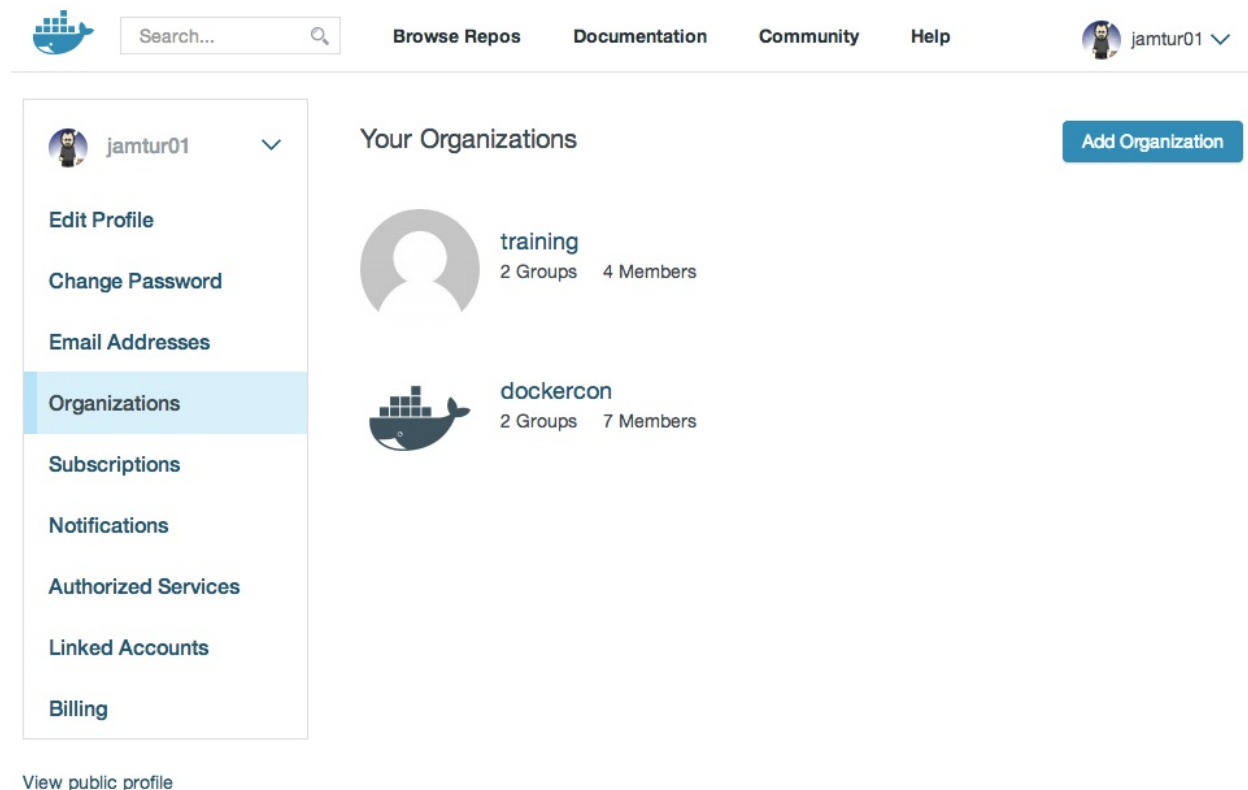 Search...
Browse Repos
Documentation
Community
Help
jamtur01
jamtur01
Edit Profile
Change Password
Email Addresses
Organizations
Subscriptions
Notifications
Authorized Services
Linked Accounts
Billing
View public profile
Your Organizations
Add Organization
training
2 Groups 4 Members
dockercon
2 Groups 7 Members